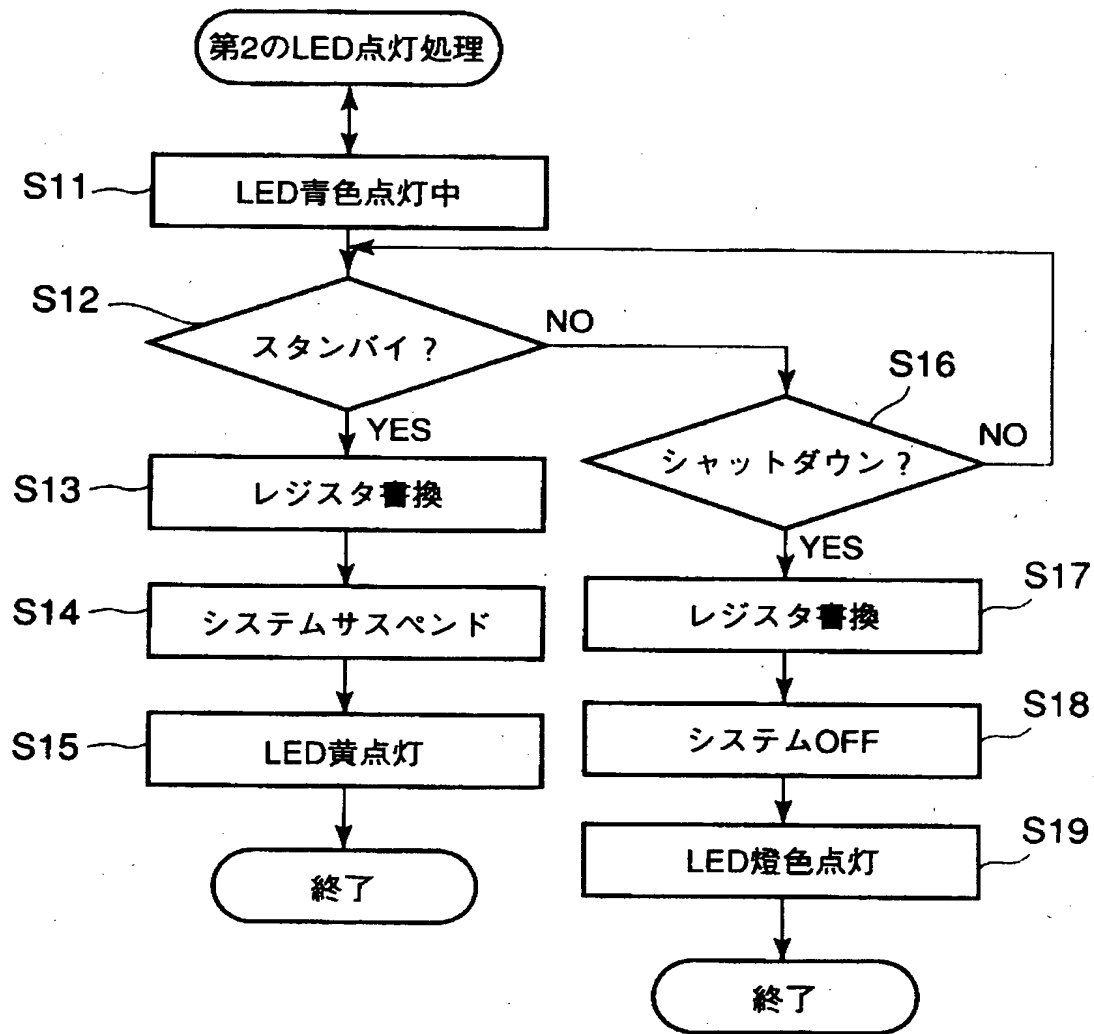 第2のLED点灯処理
S11
LED青色点灯中
S12
スタンバイ?
NO
YES
S13
レジスタ書換
S14
システムサスペンド
S15
LED黄点灯
終了
S16
シャットダウン?
NO
YES
S17
レジスタ書換
S18
システムOFF
S19
LED燈色点灯
終了